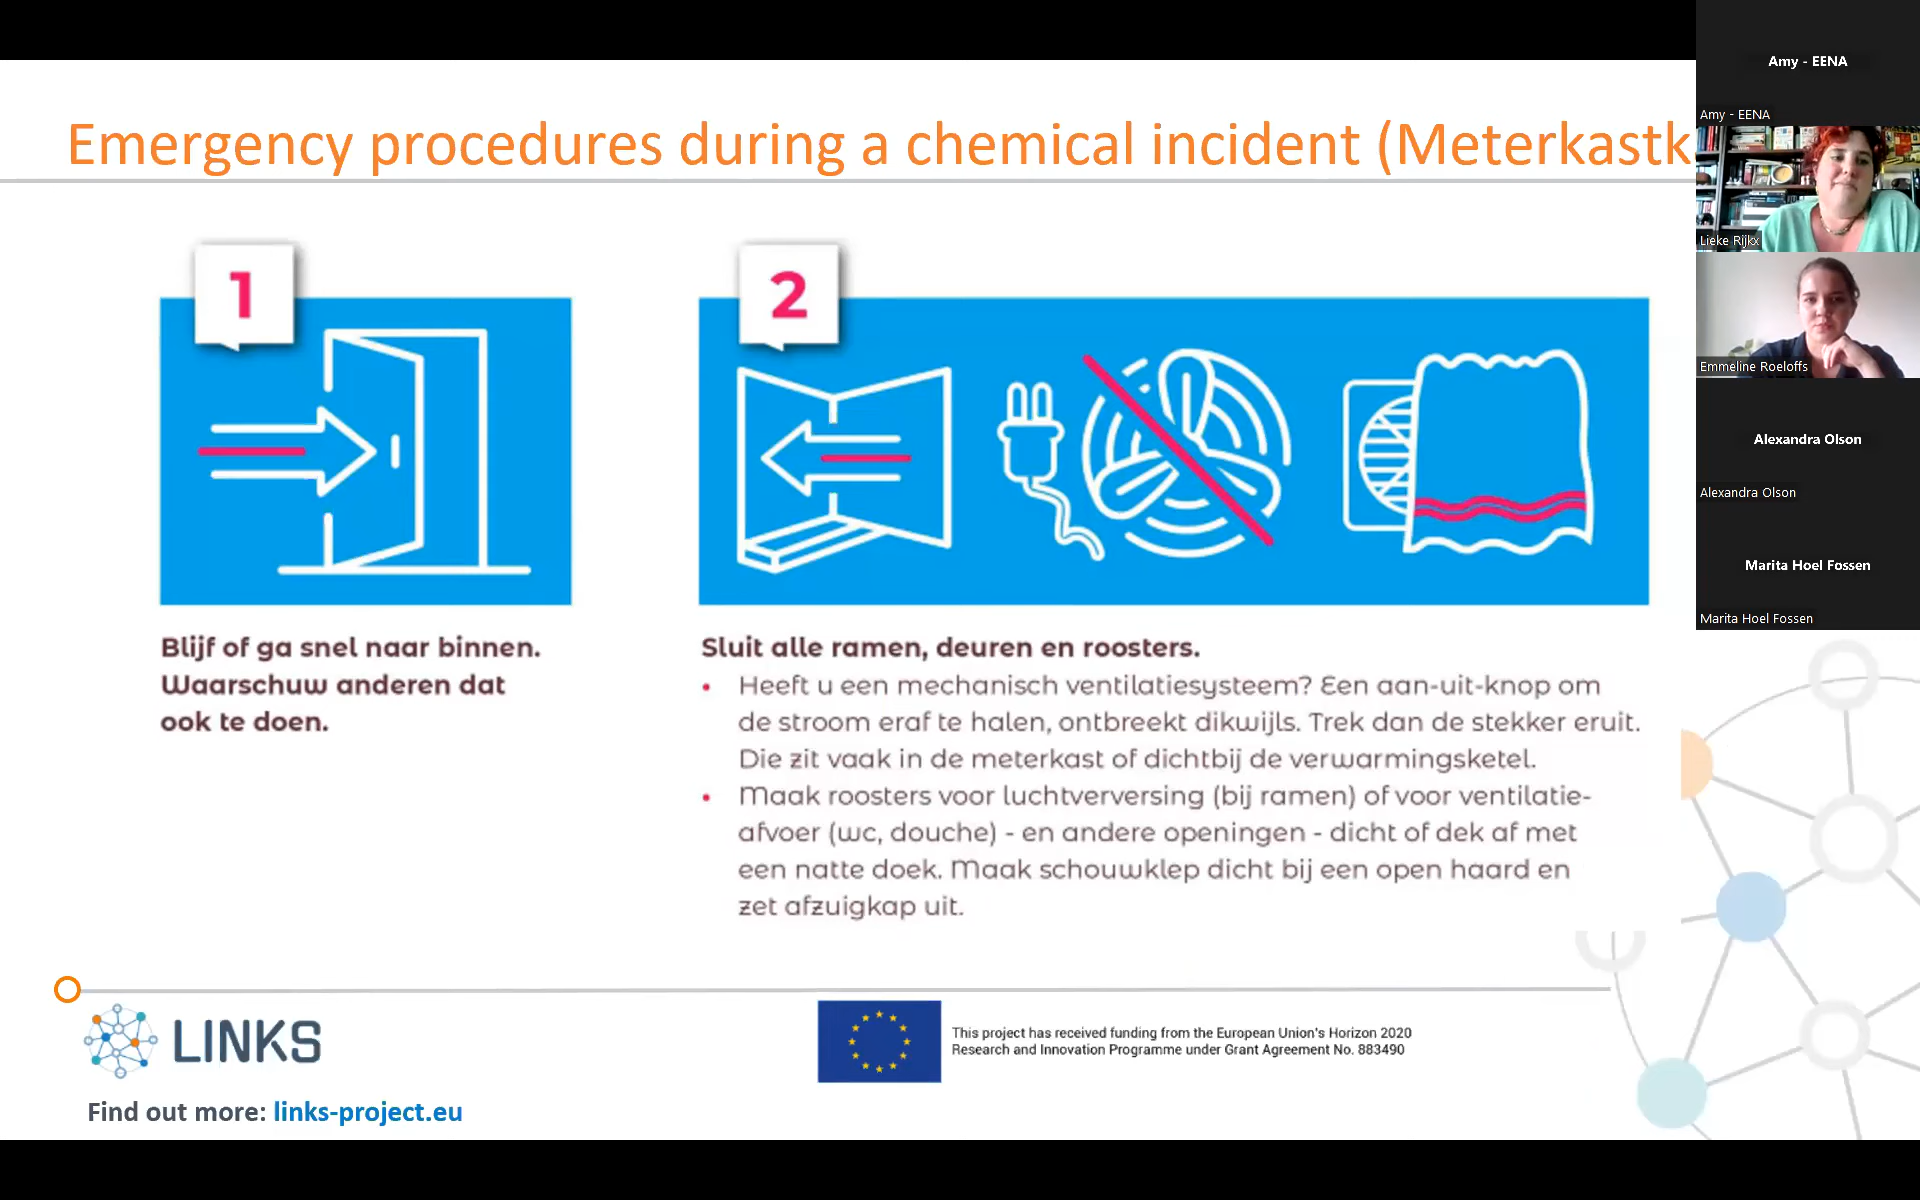 Emergency procedures during a chemical incident (Meterkastk
1
2
Blijf of ga snel naar binnen.
Waarschuw anderen dat
ook te doen.
Sluit alle ramen, deuren en roosters.
• Heeft u een mechanisch ventilatiesysteem? Een aan-uit-knop om
de stroom eraf te halen, ontbreekt dikwijls. Trek dan de stekker eruit.
Die zit vaak in de meterkast of dichtbij de verwarmingsketel.
• Maak roosters voor luchtverversing (bij ramen) of voor ventilatie-
afvoer (wc, douche) - en andere openingen - dicht of dek af met
een natte doek. Maak schouwklep dicht bij een open haard en
zet afzuigkap uit.
LINKS
Find out more: links-project.eu
This project has received funding from the European Union's Horizon 2020
Research and Innovation Programme under Grant Agreement No. 883490
Amy - EENA
Amy - EENA
Lieke Rijkx
Emmeline Roeloffs
Alexandra Olson
Alexandra Olson
Marita Hoel Fossen
Marita Hoel Fossen